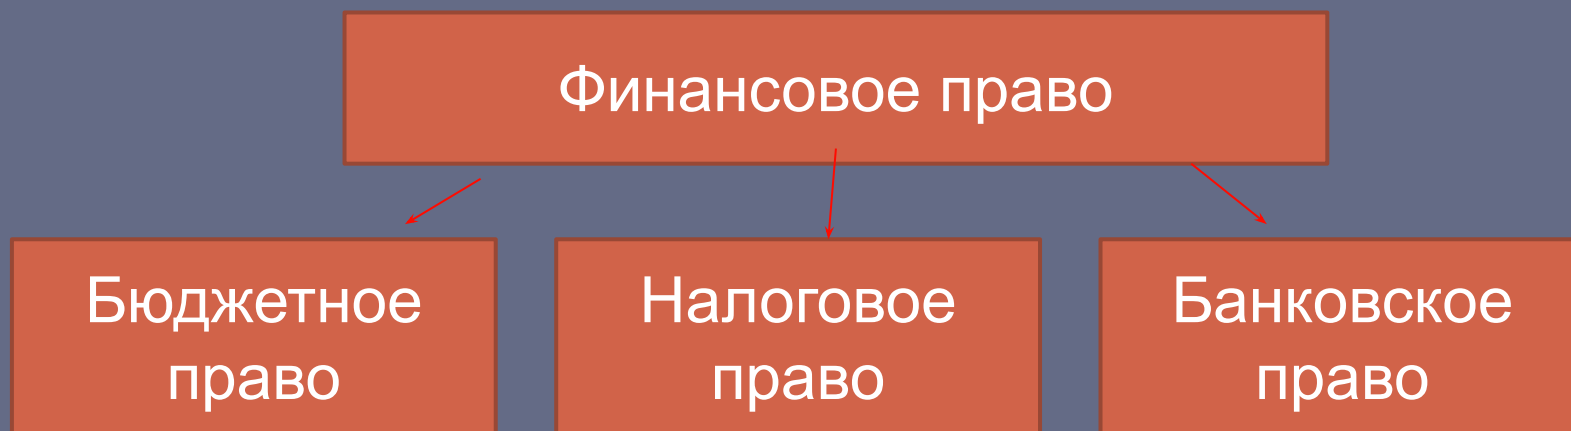 Финансовое право
Бюджетное
право
Налоговое
право
Банковское
право